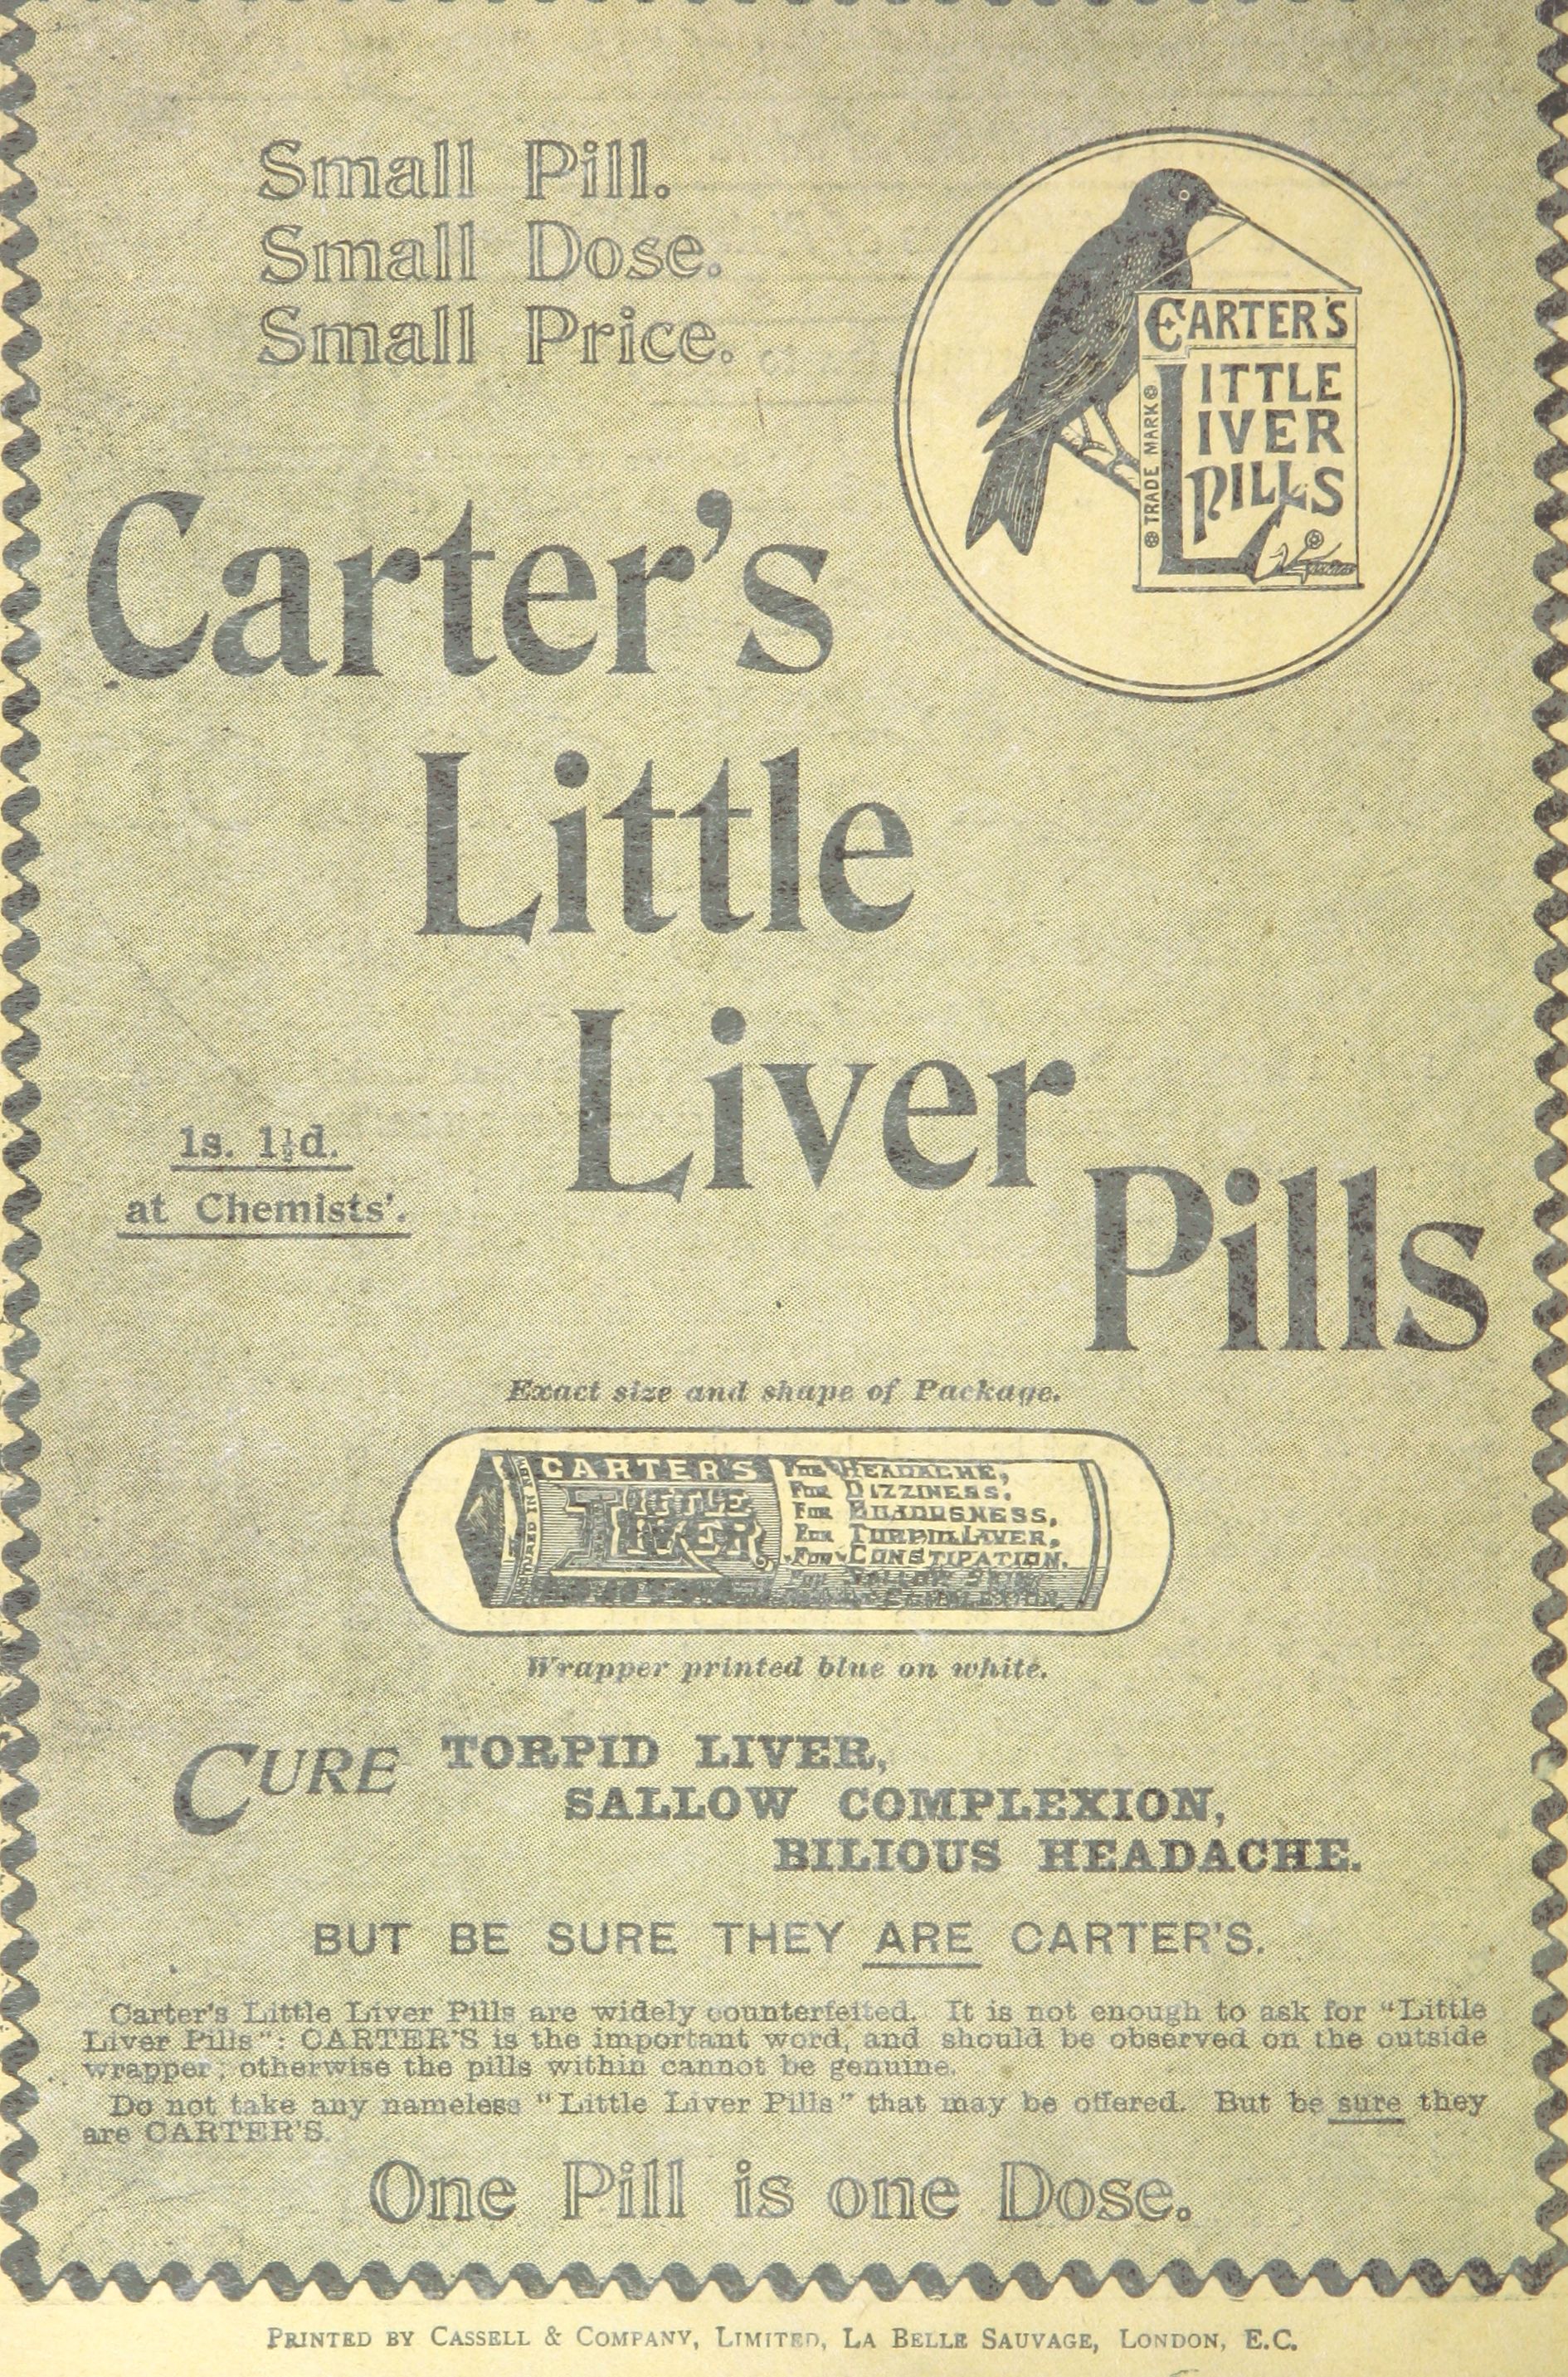 Small Pill.
Small Dose.
Small Price.
CARTER'S
LITTLE
LIVER
PILLS
TRADE MARK
Carter's
Little
Liver
Pills
1s. 1½d.
at Chemists'.
Exact size and shape of Package.
CARTER'S
LITTLE
LIVER
FOR HEADACHE,
FOR DIZZINESS,
FOR BILIOUSNESS,
FOR TORPID LIVER,
FOR CONSTIPATION,
FOR SALLOW SKIN,
Wrapper printed blue on white.
CURE TORPID LIVER,
SALLOW COMPLEXION,
BILIOUS HEADACHE.
BUT BE SURE THEY ARE CARTER'S.
Carter's Little Liver Pills are widely counterfeited. It is not enough to ask for "Little
Liver Pills": CARTER'S is the important word, and should be observed on the outside
wrapper; otherwise the pills within cannot be genuine.
Do not take any nameless "Little Liver Pills" that may be offered. But be sure they
are CARTER'S.
One Pill is one Dose.
PRINTED BY CASSELL & COMPANY, LIMITED, LA BELLE SAUVAGE, LONDON, E.C.